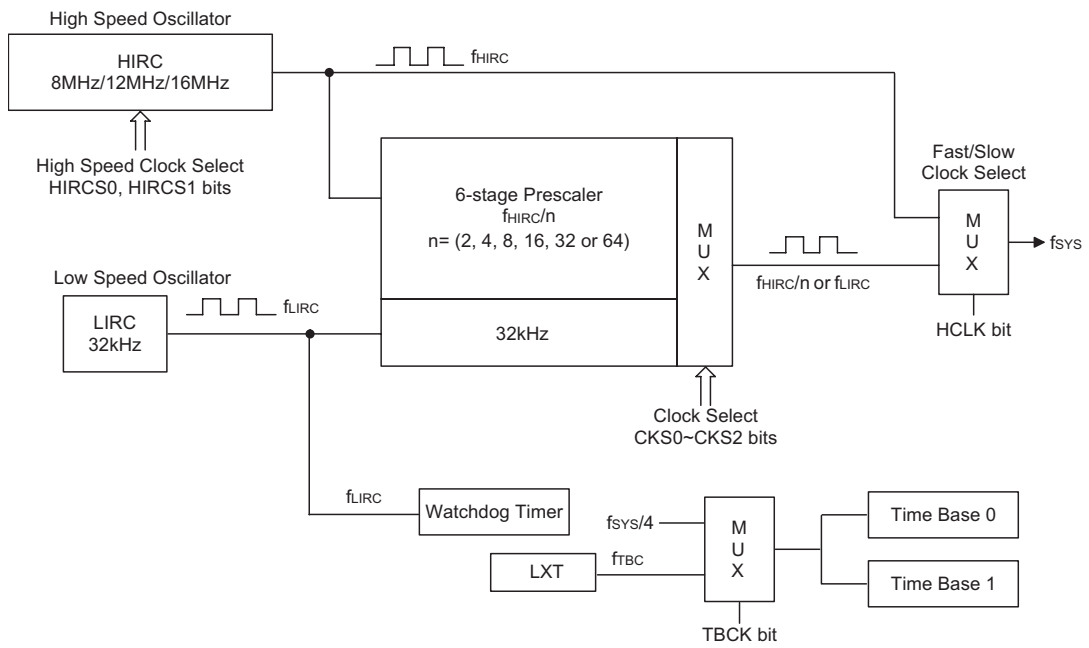 High Speed Oscillator
HIRC
8MHz/12MHz/16MHz
High Speed Clock Select
HIRCS0, HIRCS1 bits
fHIRC
6-stage Prescaler
fHIRC/n
n= (2, 4, 8, 16, 32 or 64)
32kHz
M
U
X
Clock Select
CKS0~CKS2 bits
Fast/Slow
Clock Select
M
U
X
fSYS
HCLK bit
fHIRC/n or fLIRC
Low Speed Oscillator
LIRC
32kHz
fLIRC
fLIRC
Watchdog Timer
fSYS/4
LXT
fTBC
M
U
X
TBCK bit
Time Base 0
Time Base 1